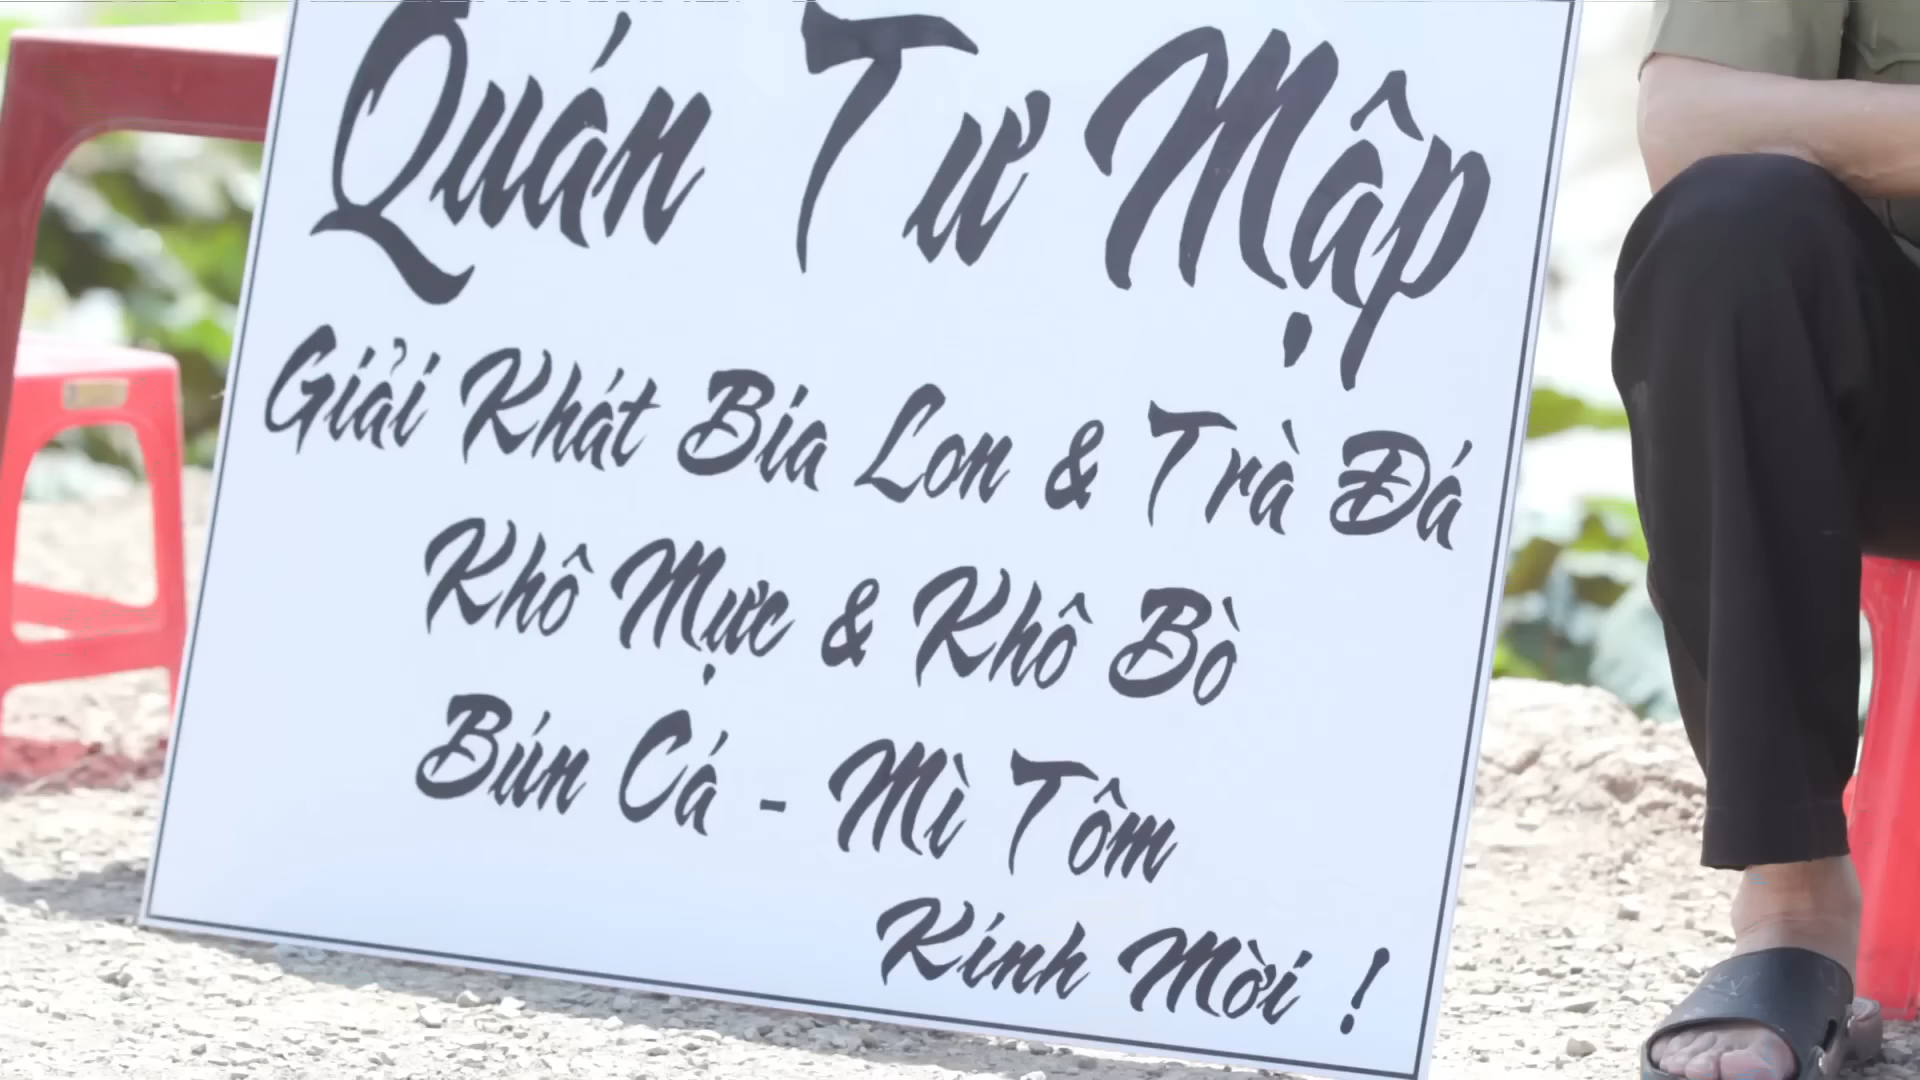 Quán Tư Mập
Giải Khát Bia Lon & Trà Đá
Khô Mực & Khô Bò
Bún Cá - Mì Tôm
Kính Mời !